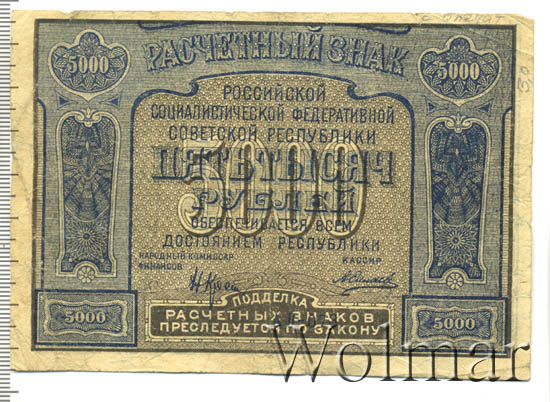 РАСЧЕТНЫЙ ЗНАК
5000
5000
РОССИЙСКОЙ
СОЦИАЛИСТИЧЕСКОЙ ФЕДЕРАТИВНОЙ
СОВЕТСКОЙ РЕСПУБЛИКИ
5000
ПЯТЬ ТЫСЯЧ
РУБЛЕЙ
ОБЕСПЕЧИВАЕТСЯ ВСЕМ
ДОСТОЯНИЕМ РЕСПУБЛИКИ
НАРОДНЫЙ КОМИССАР
ФИНАНСОВ
КАССИР
ПОДДЕЛКА
РАСЧЕТНЫХ ЗНАКОВ
ПРЕСЛЕДУЕТСЯ ПО ЗАКОНУ
5000
5000
Wolmar